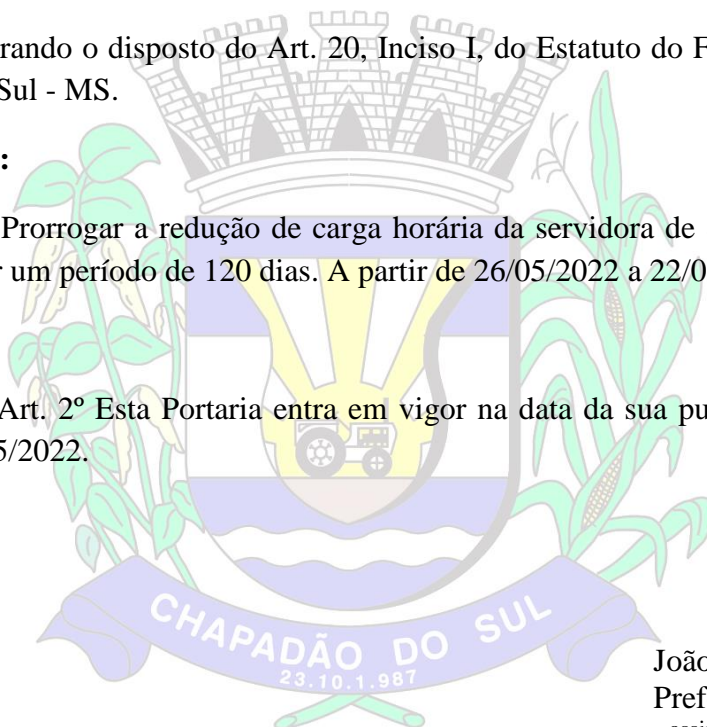 rando o disposto do Art. 20, Inciso I, do Estatuto do F
Sul - MS.
:
Prorrogar a redução de carga horária da servidora de
r um período de 120 dias. A partir de 26/05/2022 a 22/0
Art. 2º Esta Portaria entra em vigor na data da sua pu
5/2022.
CHAPADÃO DO SUL
23.10.1.987
João
Pref